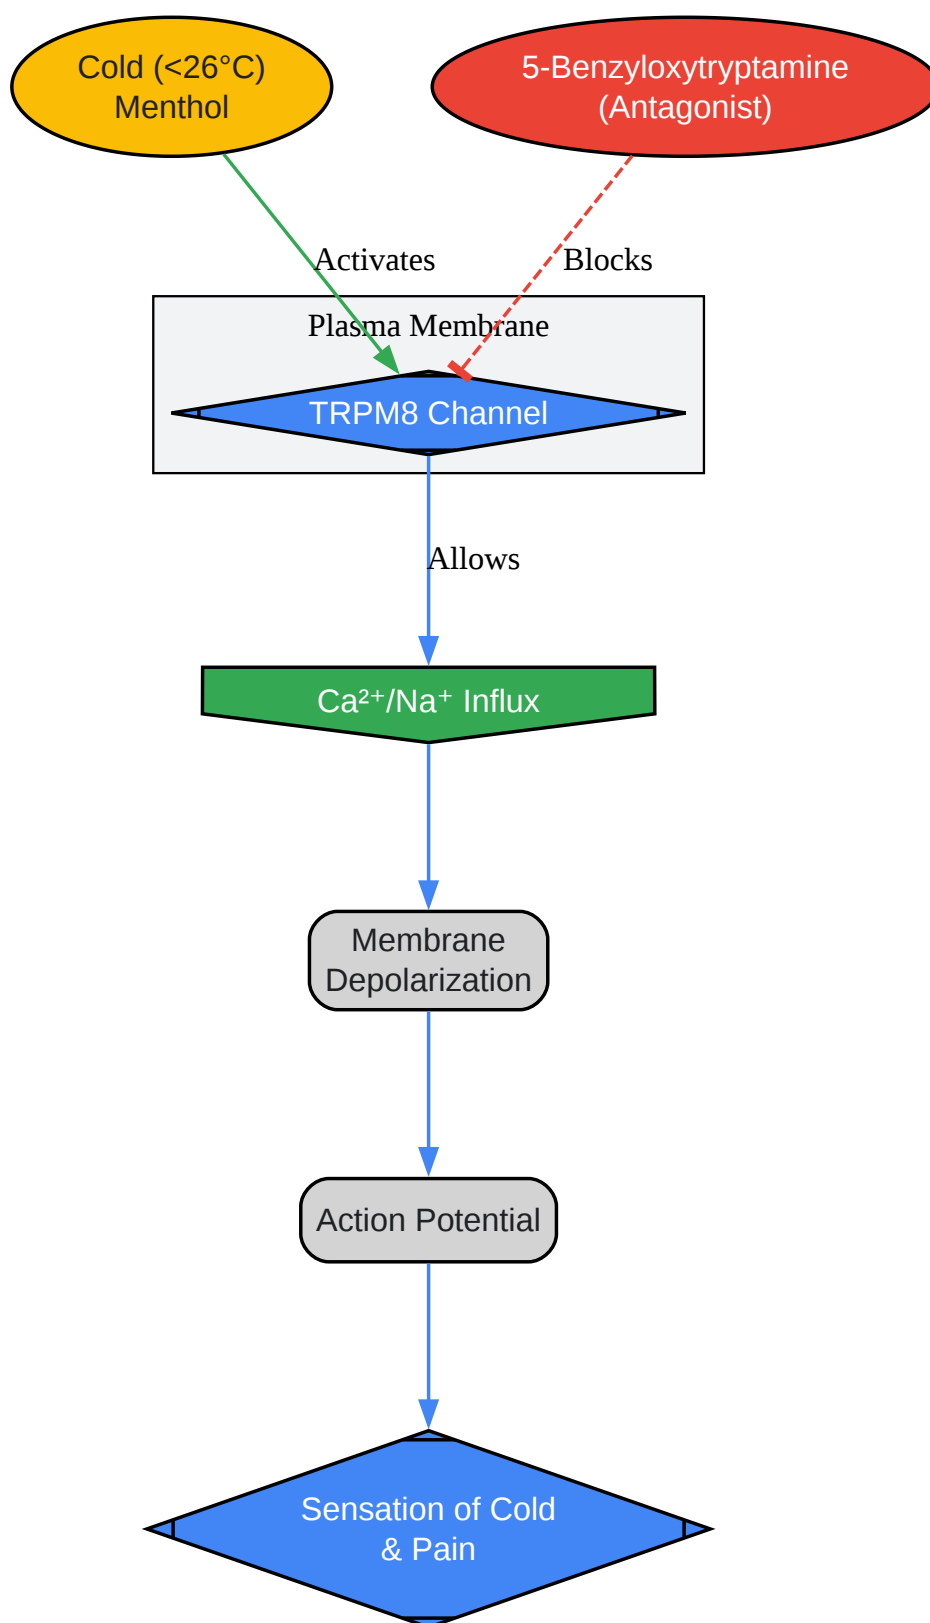 Cold (<26°C)
Menthol
5-Benzyloxytryptamine
(Antagonist)
Activates
Blocks
Plasma Membrane
TRPM8 Channel
Allows
Ca²⁺/Na⁺ Influx
Membrane
Depolarization
Action Potential
Sensation of Cold
& Pain